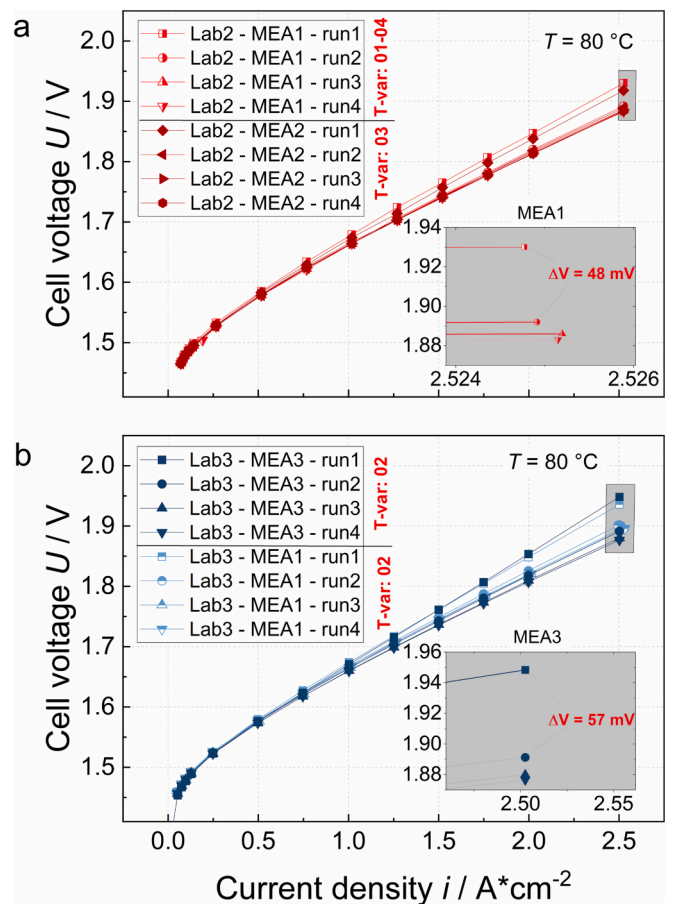 a
Lab2 - MEA1 - run1
Lab2 - MEA1 - run2
Lab2 - MEA1 - run3
Lab2 - MEA1 - run4
T-var: 01-04
Lab2 - MEA2 - run1
Lab2 - MEA2 - run2
Lab2 - MEA2 - run3
Lab2 - MEA2 - run4
T-var: 03
T = 80 °C
Cell voltage U / V
2.0
1.9
1.8
1.7
1.6
1.5
MEA1
1.94
1.93
1.91
1.90
1.88
ΔV = 48 mV
2.524
2.526
b
Lab3 - MEA3 - run1
Lab3 - MEA3 - run2
Lab3 - MEA3 - run3
Lab3 - MEA3 - run4
T-var: 02
Lab3 - MEA1 - run1
Lab3 - MEA1 - run2
Lab3 - MEA1 - run3
Lab3 - MEA1 - run4
T-var: 02
T = 80 °C
Cell voltage U / V
2.0
1.9
1.8
1.7
1.6
1.5
MEA3
1.96
1.94
1.93
1.91
1.90
1.88
ΔV = 57 mV
2.50
2.55
0.0
0.5
1.0
1.5
2.0
2.5
Current density i / A*cm⁻²